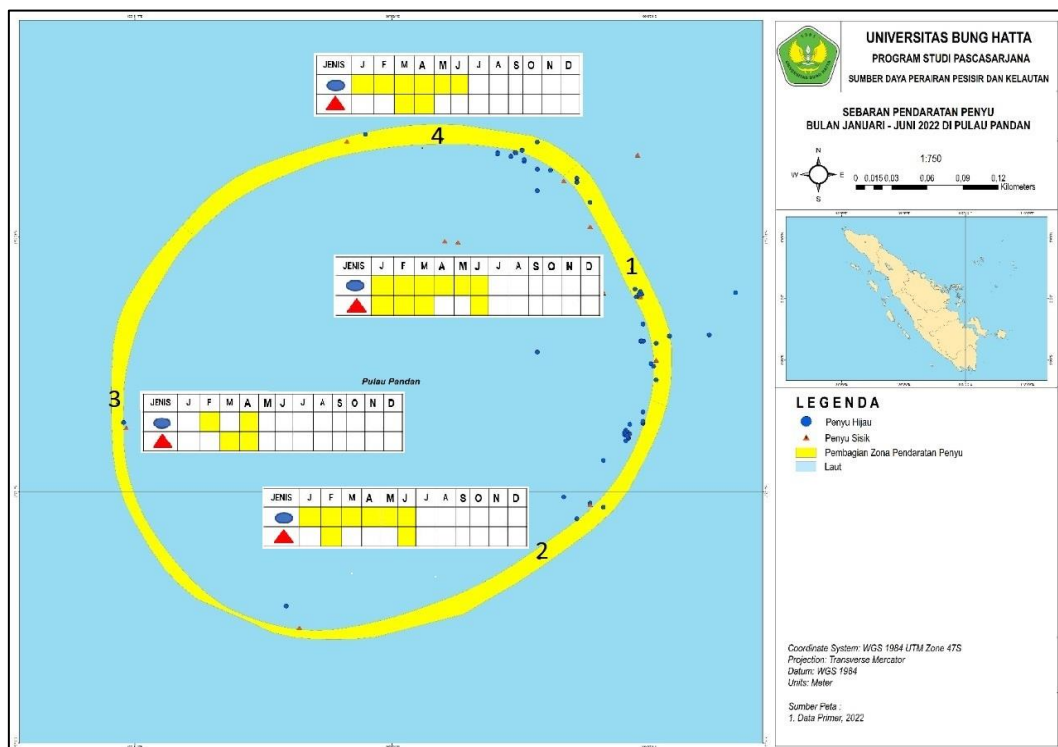 JENIS J F M A M J J A S O N D
4
JENIS J F M A M J J A S O N D
1
Pulau Pandan
3
JENIS J F M A M J J A S O N D
JENIS J F M A M J J A S O N D
2
UNIVERSITAS BUNG HATTA
PROGRAM STUDI PASCASARJANA
SUMBER DAYA PERAIRAN PESISIR DAN KELAUTAN
SEBARAN PENDARATAN PENYU
BULAN JANUARI - JUNI 2022 DI PULAU PANDAN
N
W E
S
1:750
0 0,015 0,03 0,06 0,09 0,12
Kilometers
LEGENDA
Penyu Hijau
Penyu Sisik
Pembagian Zona Pendaratan Penyu
Laut
Coordinate System: WGS 1984 UTM Zone 47S
Projection: Transverse Mercator
Datum: WGS 1984
Units: Meter
Sumber Peta :
1. Data Primer, 2022